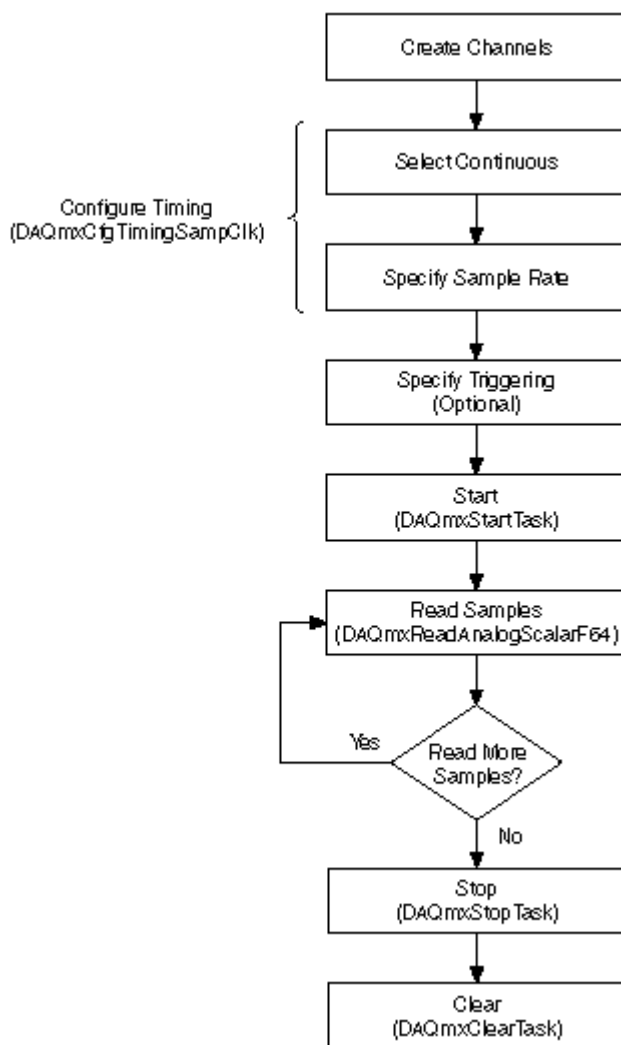 Create Channels
Select Continuous
Configure Timing
(DAQmxCfgTimingSampClk)
Specify Sample Rate
Specify Triggering
(Optional)
Start
(DAQmxStartTask)
Read Samples
(DAQmxReadAnalogScalarF64)
Yes
Read More
Samples?
No
Stop
(DAQmxStopTask)
Clear
(DAQmxClearTask)